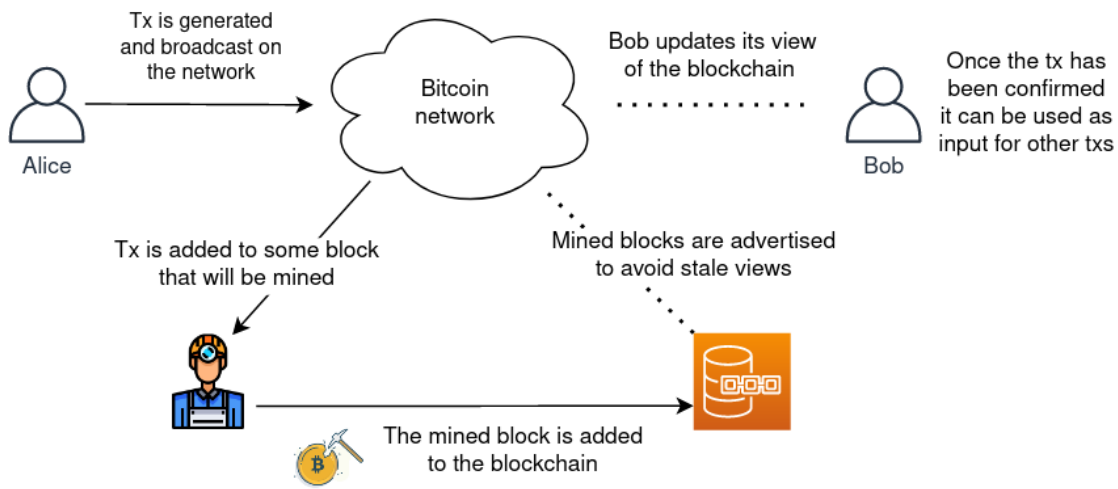 Tx is generated
and broadcast on
the network
Alice
Bitcoin
network
Bob updates its view
of the blockchain
Bob
Once the tx has
been confirmed
it can be used as
input for other txs
Tx is added to some block
that will be mined
Mined blocks are advertised
to avoid stale views
The mined block is added
to the blockchain